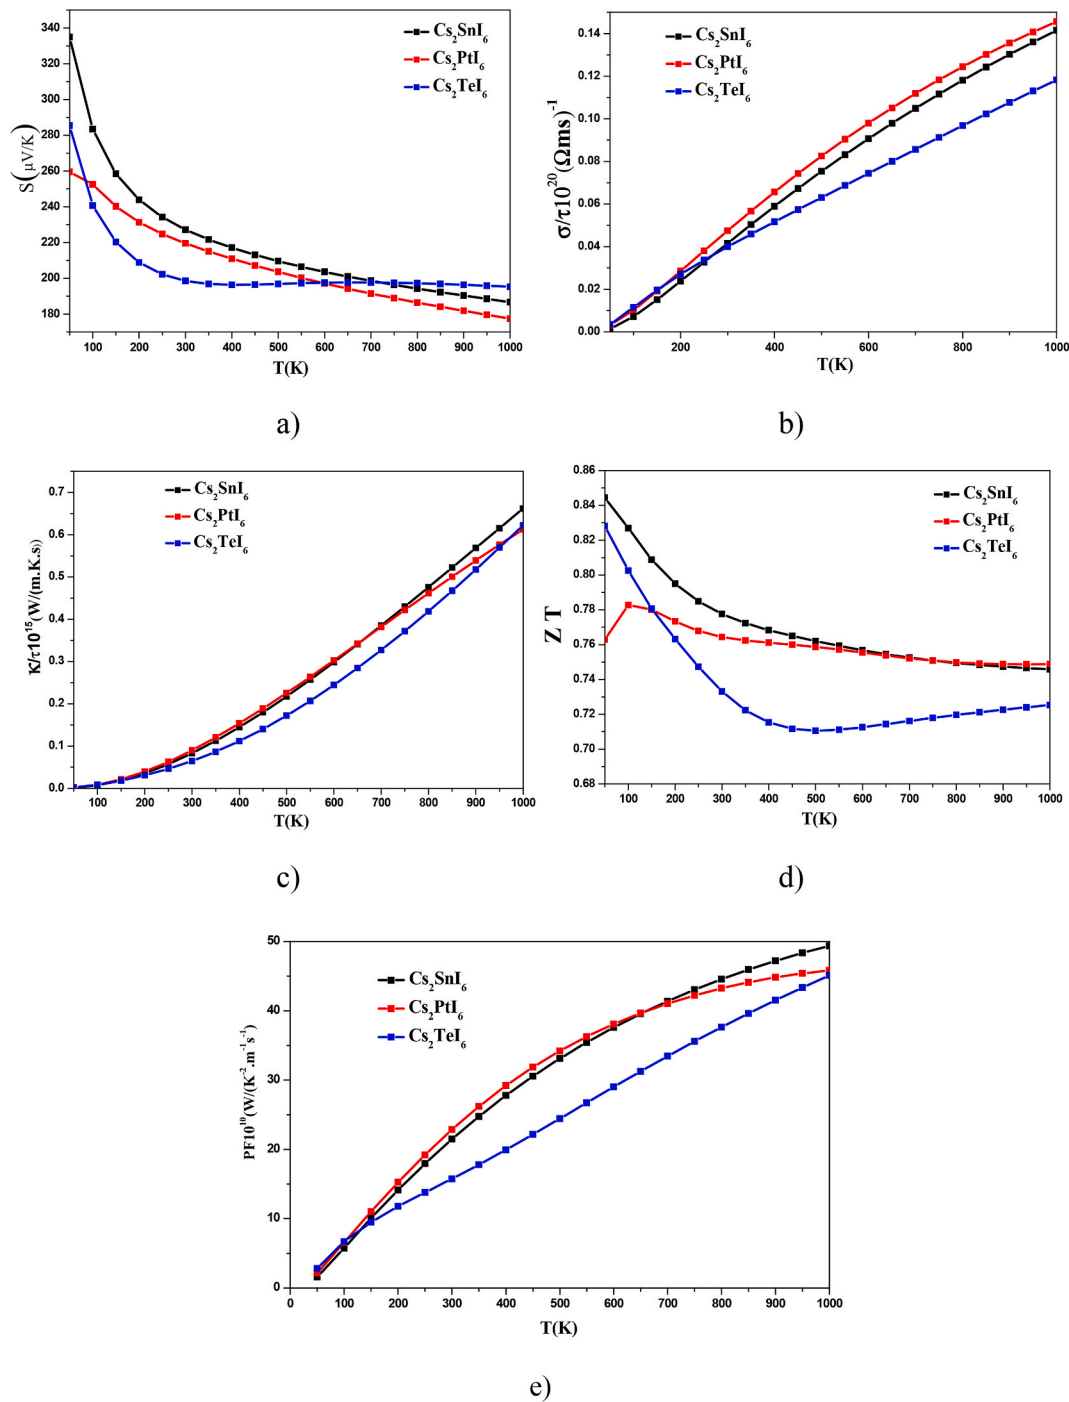 340
320
300
280
260
240
220
200
180
S(μV/K)
Cs₂SnI₆
Cs₂PtI₆
Cs₂TeI₆
100 200 300 400 500 600 700 800 900 1000
T(K)
a)
0.14
0.12
0.10
0.08
0.06
0.04
0.02
0.00
σ/τ10²⁰(Ωms)⁻¹
Cs₂SnI₆
Cs₂PtI₆
Cs₂TeI₆
200 400 600 800 1000
T(K)
b)
0.7
0.6
0.5
0.4
0.3
0.2
0.1
0.0
K/τ10¹⁵(W/(m.K.s))
Cs₂SnI₆
Cs₂PtI₆
Cs₂TeI₆
100 200 300 400 500 600 700 800 900 1000
T(K)
c)
0.86
0.84
0.82
0.80
0.78
0.76
0.74
0.72
0.70
0.68
Z T
Cs₂SnI₆
Cs₂PtI₆
Cs₂TeI₆
100 200 300 400 500 600 700 800 900 1000
T(K)
d)
50
40
30
20
10
0
PF10¹⁰(W/(K⁻².m⁻¹s⁻¹)
Cs₂SnI₆
Cs₂PtI₆
Cs₂TeI₆
0 100 200 300 400 500 600 700 800 900 1000
T(K)
e)